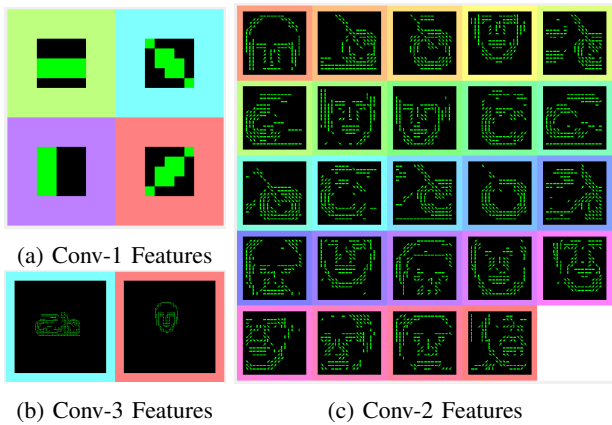 (a) Conv-1 Features
(b) Conv-3 Features
(c) Conv-2 Features